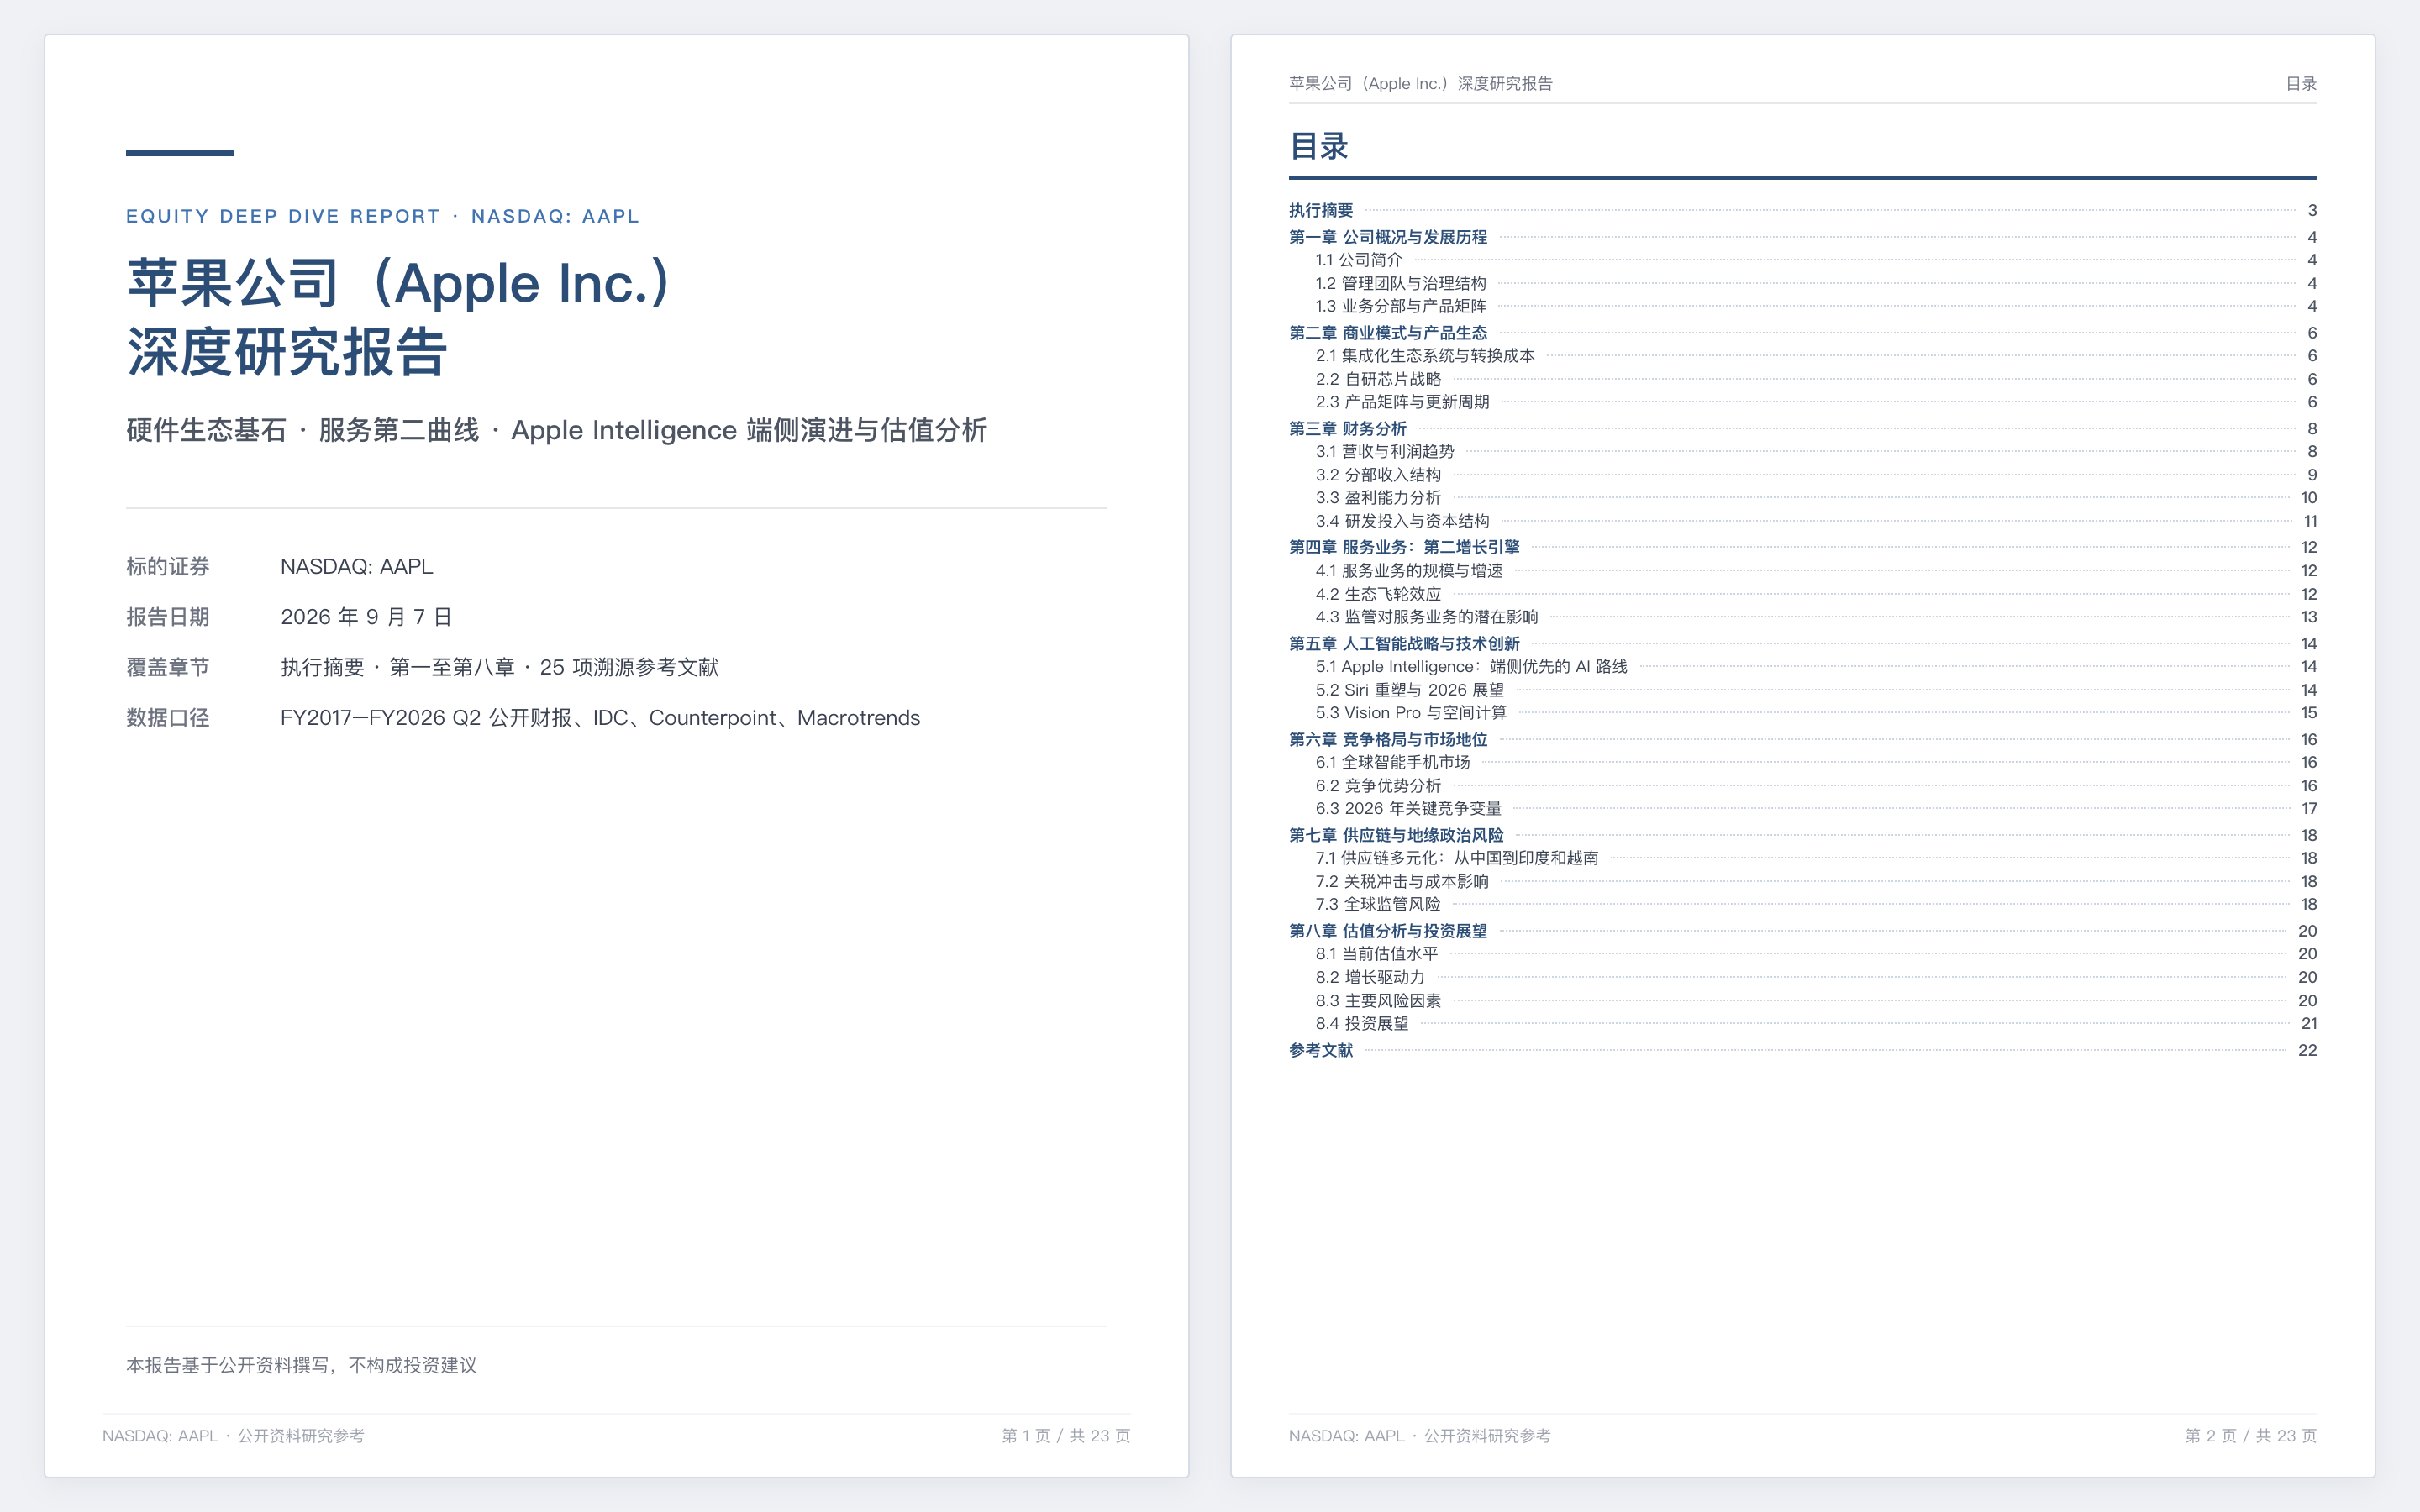 EQUITY DEEP DIVE REPORT · NASDAQ: AAPL
苹果公司（Apple Inc.）
深度研究报告
硬件生态基石 · 服务第二曲线 · Apple Intelligence 端侧演进与估值分析
标的证券 NASDAQ: AAPL
报告日期 2026 年 9 月 7 日
覆盖章节 执行摘要 · 第一至第八章 · 25 项溯源参考文献
数据口径 FY2017—FY2026 Q2 公开财报、IDC、Counterpoint、Macrotrends
本报告基于公开资料撰写，不构成投资建议
NASDAQ: AAPL · 公开资料研究参考 第 1 页 / 共 23 页
苹果公司（Apple Inc.）深度研究报告 目录
目录
执行摘要 3
第一章 公司概况与发展历程 4
1.1 公司简介 4
1.2 管理团队与治理结构 4
1.3 业务分部与产品矩阵 4
第二章 商业模式与产品生态 6
2.1 集成化生态系统与转换成本 6
2.2 自研芯片战略 6
2.3 产品矩阵与更新周期 6
第三章 财务分析 8
3.1 营收与利润趋势 8
3.2 分部收入结构 9
3.3 盈利能力分析 10
3.4 研发投入与资本结构 11
第四章 服务业务：第二增长引擎 12
4.1 服务业务的规模与增速 12
4.2 生态飞轮效应 12
4.3 监管对服务业务的潜在影响 13
第五章 人工智能战略与技术创新 14
5.1 Apple Intelligence：端侧优先的 AI 路线 14
5.2 Siri 重塑与 2026 展望 14
5.3 Vision Pro 与空间计算 15
第六章 竞争格局与市场地位 16
6.1 全球智能手机市场 16
6.2 竞争优势分析 16
6.3 2026 年关键竞争变量 17
第七章 供应链与地缘政治风险 18
7.1 供应链多元化：从中国到印度和越南 18
7.2 关税冲击与成本影响 18
7.3 全球监管风险 18
第八章 估值分析与投资展望 20
8.1 当前估值水平 20
8.2 增长驱动力 20
8.3 主要风险因素 20
8.4 投资展望 21
参考文献 22
NASDAQ: AAPL · 公开资料研究参考 第 2 页 / 共 23 页